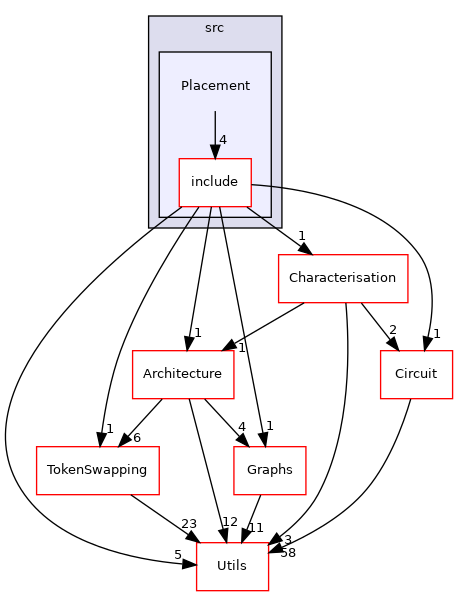 src
Placement
4
include
1
Characterisation
1
1
2
1
Architecture
Circuit
1
6
4
1
TokenSwapping
Graphs
23
12
11
5
3
58
Utils